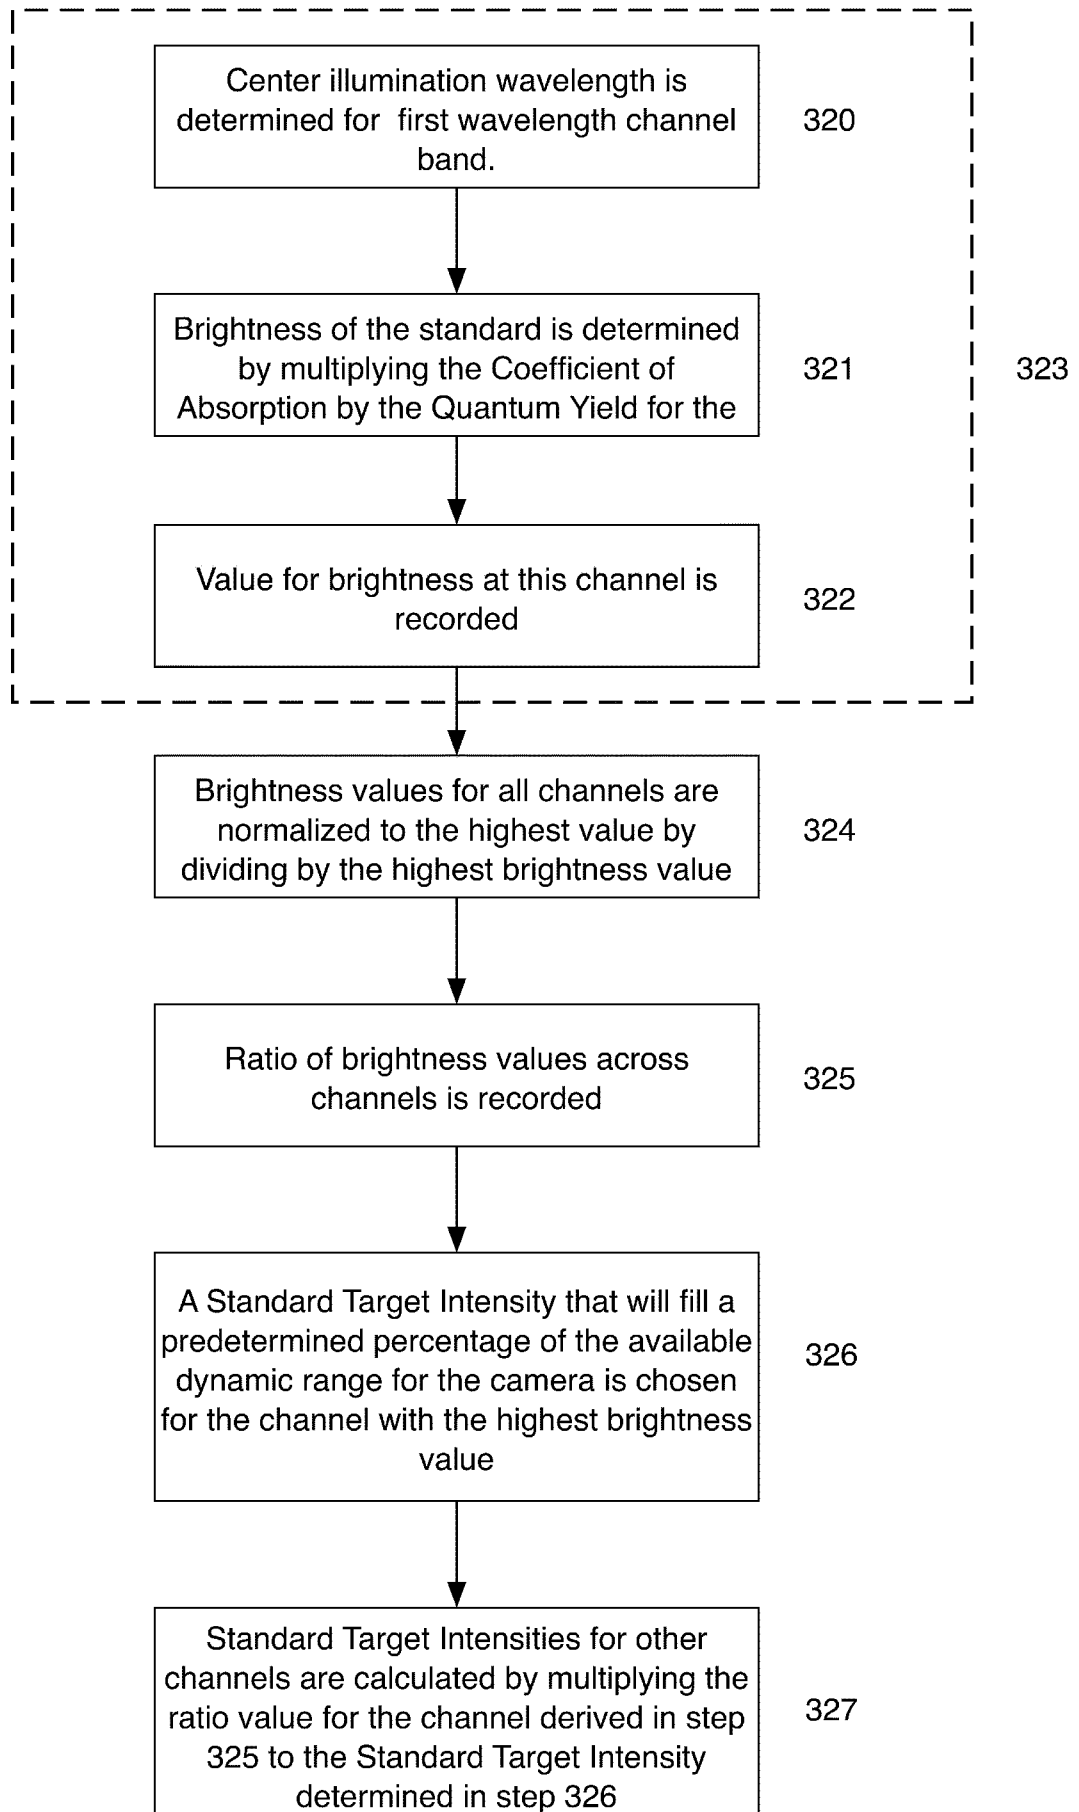 Center illumination wavelength is
determined for first wavelength channel
band.
320
Brightness of the standard is determined
by multiplying the Coefficient of
Absorption by the Quantum Yield for the
321
323
Value for brightness at this channel is
recorded
322
Brightness values for all channels are
normalized to the highest value by
dividing by the highest brightness value
324
Ratio of brightness values across
channels is recorded
325
A Standard Target Intensity that will fill a
predetermined percentage of the available
dynamic range for the camera is chosen
for the channel with the highest brightness
value
326
Standard Target Intensities for other
channels are calculated by multiplying the
ratio value for the channel derived in step
325 to the Standard Target Intensity
determined in step 326
327